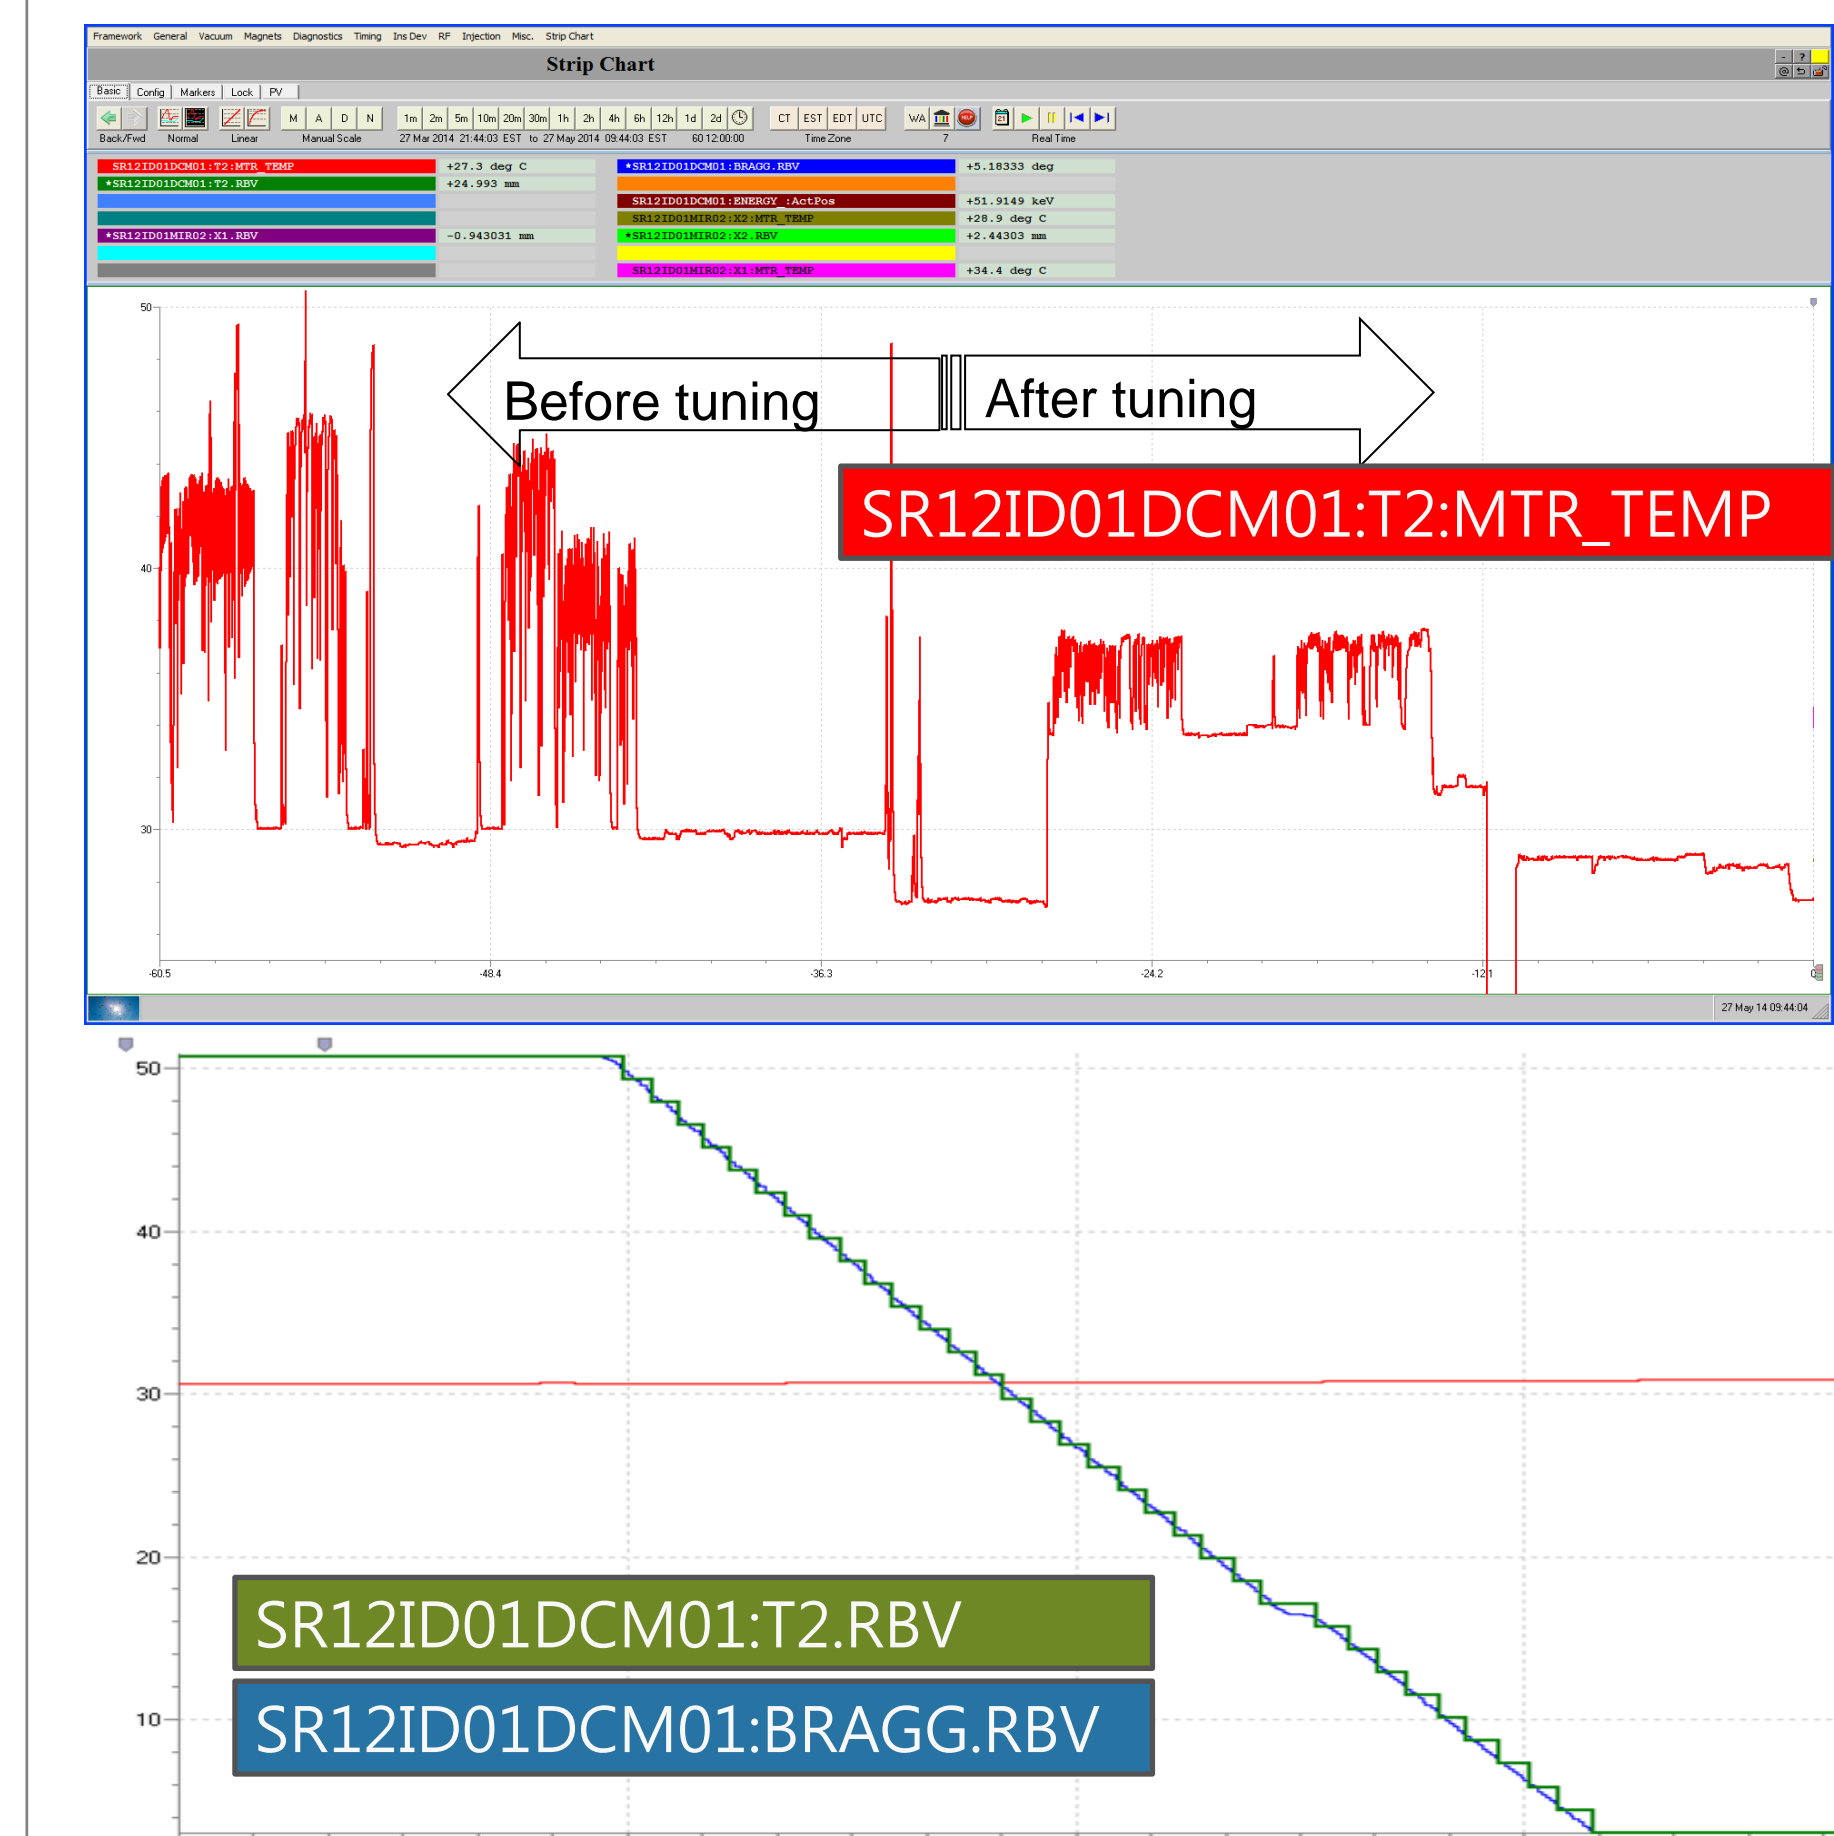 Framework General Vacuum Magnets Diagnostics Timing Ins Dev RF Injection Misc. Strip Chart
Strip Chart
- ?
@
Basic Config Markers Lock PV
M A D N 1m 2m 5m 10m 20m 30m 1h 2h 4h 6h 12h 1d 2d CT EST EDT UTC WA HELP 21
Back/Fwd Normal Linear Manual Scale 27 Mar 2014 21:44:03 EST to 27 May 2014 09:44:03 EST 60 12:00:00 Time Zone 7 Real Time
SR12ID01DCM01:T2:MTR_TEMP +27.3 deg C *SR12ID01DCM01:BRAGG.RBV +5.18333 deg
*SR12ID01DCM01:T2.RBV +24.993 mm
SR12ID01DCM01:ENERGY_:ActPos +51.9149 keV
SR12ID01MIR02:X2:MTR_TEMP +28.9 deg C
*SR12ID01MIR02:X1.RBV -0.943031 mm *SR12ID01MIR02:X2.RBV +2.44303 mm
SR12ID01MIR02:X1:MTR_TEMP +34.4 deg C
50
Before tuning After tuning
SR12ID01DCM01:T2:MTR_TEMP
40
30
-60.5 -48.4 -36.3 -24.2 -12.1 0
27 May 14 09:44:04
50
40
30
20
SR12ID01DCM01:T2.RBV
10
SR12ID01DCM01:BRAGG.RBV